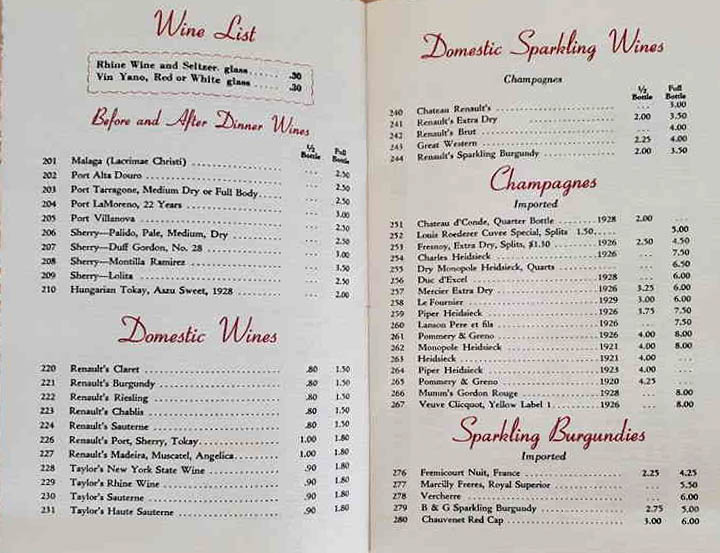 Wine List
Rhine Wine and Seltzer. glass ...... .30
Vin Yano, Red or White glass ...... .30
Before and After Dinner Wines
½ Bottle Full Bottle
201 Malaga (Lacrimae Christi) ... 2.50
202 Port Alta Douro ... 2.50
203 Port Tarragone, Medium Dry or Full Body ... 2.50
204 Port LaMoreno, 22 Years ... 3.00
205 Port Villanova ... 2.50
206 Sherry—Palido, Pale, Medium, Dry ... 2.50
207 Sherry—Duff Gordon, No. 28 ... 3.00
208 Sherry—Montilla Ramirez ... 3.50
209 Sherry—Lolita ... 2.50
210 Hungarian Tokay, Aszu Sweet, 1928 ... 2.00
Domestic Wines
220 Renault's Claret .80 1.50
221 Renault's Burgundy .80 1.50
222 Renault's Riesling .80 1.50
223 Renault's Chablis .80 1.50
224 Renault's Sauterne .80 1.50
226 Renault's Port, Sherry, Tokay 1.00 1.80
227 Renault's Madeira, Muscatel, Angelica 1.00 1.80
228 Taylor's New York State Wine .90 1.80
229 Taylor's Rhine Wine .90 1.80
230 Taylor's Sauterne .90 1.80
231 Taylor's Haute Sauterne .90 1.80
Domestic Sparkling Wines
Champagnes
½ Bottle Full Bottle
240 Chateau Renault's ... 3.00
241 Renault's Extra Dry 2.00 3.50
242 Renault's Brut ... 4.00
243 Great Western 2.25 4.00
244 Renault's Sparkling Burgundy 2.00 3.50
Champagnes
Imported
251 Chateau d'Conde, Quarter Bottle 1928 2.00 ...
252 Louis Roederer Cuvee Special, Splits 1.50 5.00
253 Fresnoy, Extra Dry, Splits, $1.30 1926 2.50 4.50
254 Charles Heidsieck 1926 ... 7.50
255 Dry Monopole Heidsieck, Quarts ... 6.50
256 Duc d'Excel 1928 ... 6.00
257 Mercier Extra Dry 1926 3.25 6.00
258 Le Fournier 1929 3.00 6.00
259 Piper Heidsieck 1926 3.75 7.50
260 Lanson Pere et fils 1926 ... 7.50
261 Pommery & Greno 1926 4.00 8.00
262 Monopole Heidsieck 1921 4.00 8.00
263 Heidsieck 1921 4.00 ...
264 Piper Heidsieck 1923 4.00 ...
265 Pommery & Greno 1920 4.25 ...
266 Mumm's Gordon Rouge 1928 ... 8.00
267 Veuve Clicquot, Yellow Label 1 1926 ... 8.00
Sparkling Burgundies
Imported
276 Fremicourt Nuit, France 2.25 4.25
277 Marcilly Freres, Royal Superior ... 5.50
278 Vercherre ... 6.00
279 B & G Sparkling Burgundy 2.75 5.00
280 Chauvenet Red Cap 3.00 6.00